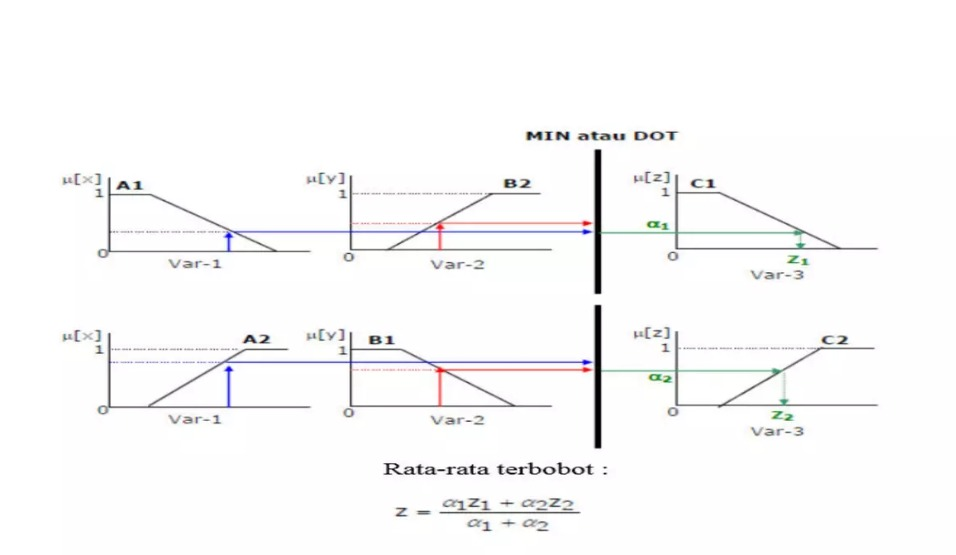 MIN atau DOT
μ[x] A1 μ[y] B2 μ[z] C1
1 1 1
α1
0 0 0
Var-1 Var-2 Z1
Var-3
μ[x] A2 μ[y] B1 μ[z] C2
1 1 1
α2
0 0 0
Var-1 Var-2 Z2
Var-3
Rata-rata terbobot :
z = α1z1 + α2z2
α1 + α2